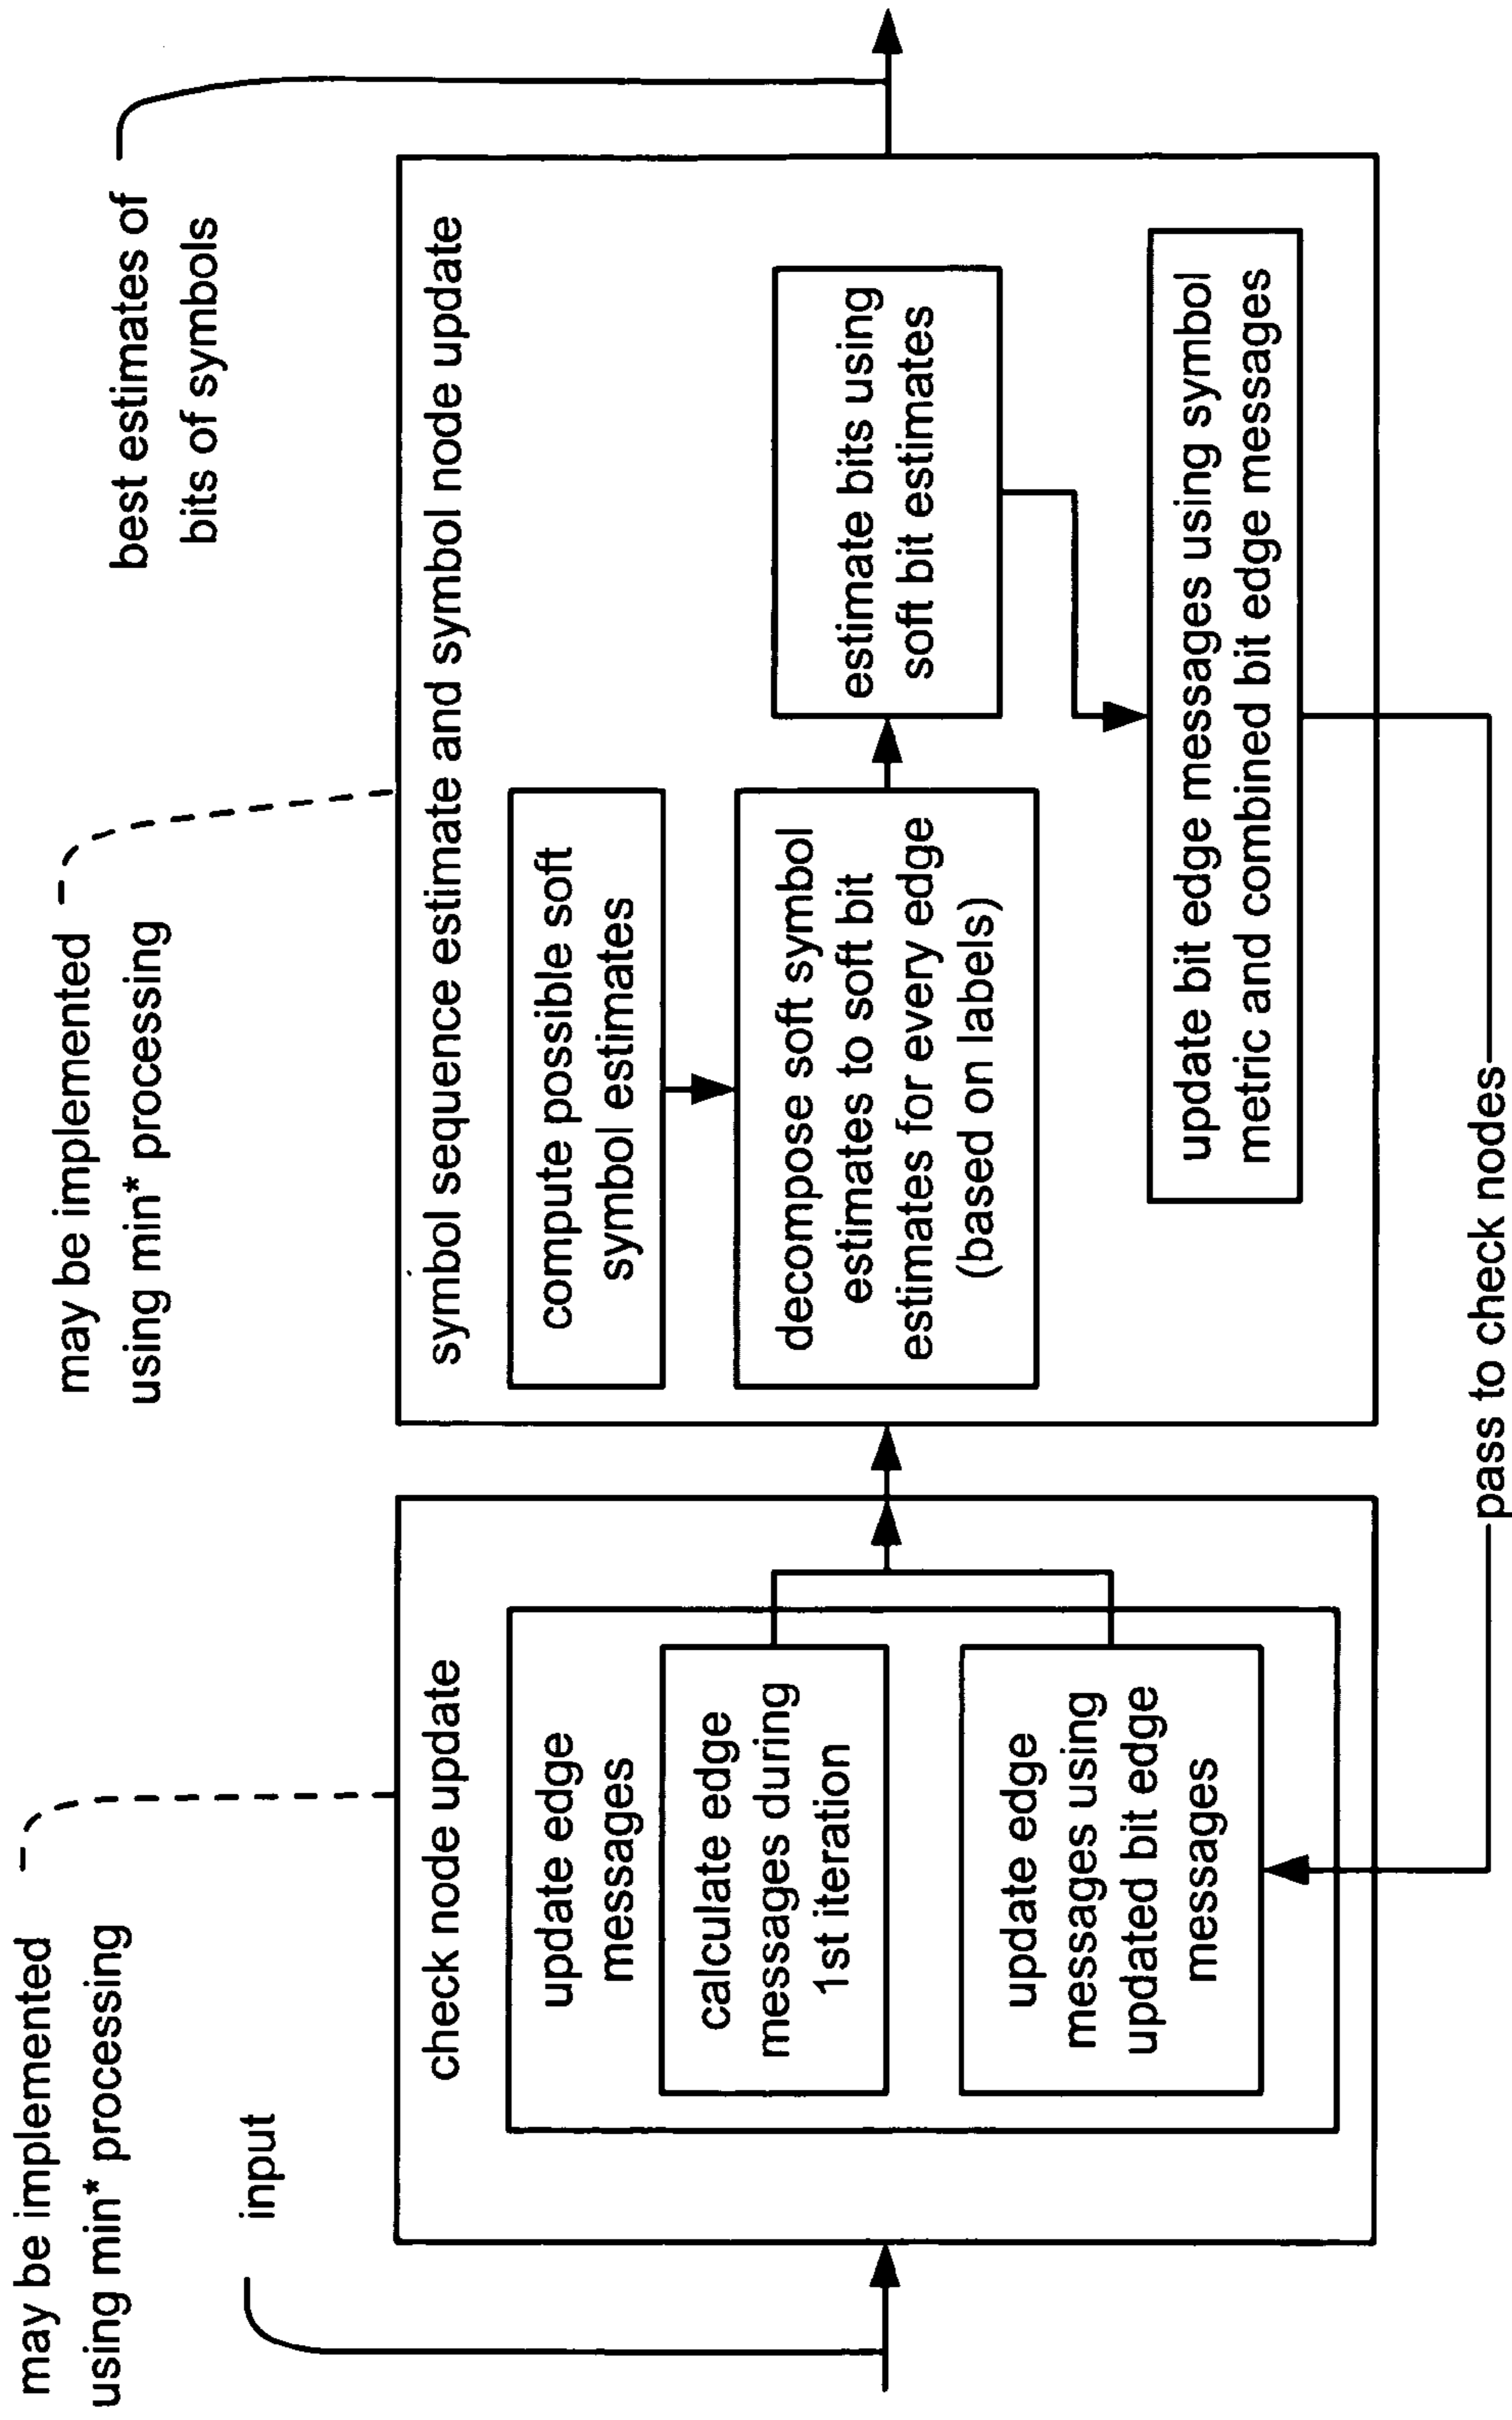 may be implemented
using min* processing
input
check node update
update edge
messages
calculate edge
messages during
1st iteration
update edge
messages using
updated bit edge
messages
may be implemented
using min* processing
symbol sequence estimate and symbol node update
compute possible soft
symbol estimates
decompose soft symbol
estimates to soft bit
estimates for every edge
(based on labels)
estimate bits using
soft bit estimates
update bit edge messages using symbol
metric and combined bit edge messages
pass to check nodes
best estimates of
bits of symbols